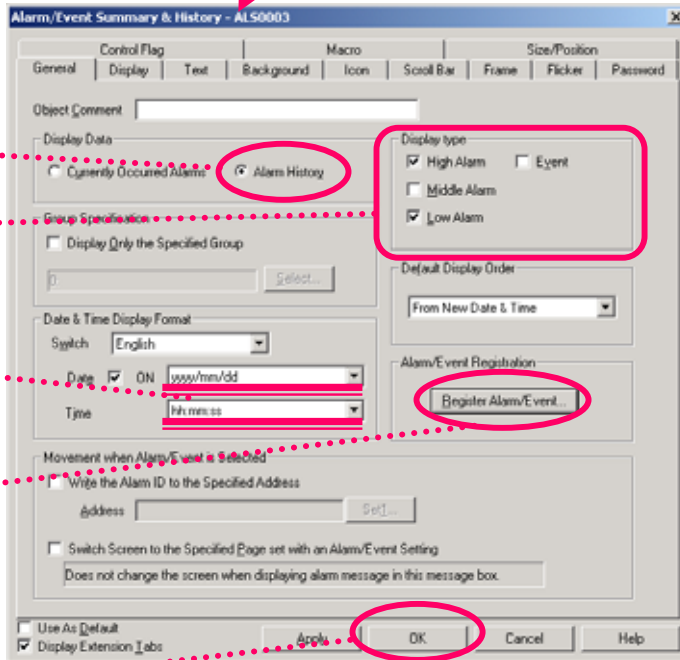 Alarm/Event Summary & History - ALS0003
Control Flag Macro Size/Position
General Display Text Background Icon Scroll Bar Frame Flicker Password
Object Comment
Display Data
Currently Occurred Alarms Alarm History
Display type
High Alarm Event
Middle Alarm
Low Alarm
Group Specification
Display Only the Specified Group
0 Select...
Default Display Order
From New Date & Time
Date & Time Display Format
Switch English
Date ON yyyy/mm/dd
Time hh:mm:ss
Alarm/Event Registration
Register Alarm/Event...
Movement when Alarm/Event is Selected
Write the Alarm ID to the Specified Address
Address Set1...
Switch Screen to the Specified Page set with an Alarm/Event Setting
Does not change the screen when displaying alarm message in this message box.
Use As Default
Display Extension Tabs
Apply OK Cancel Help